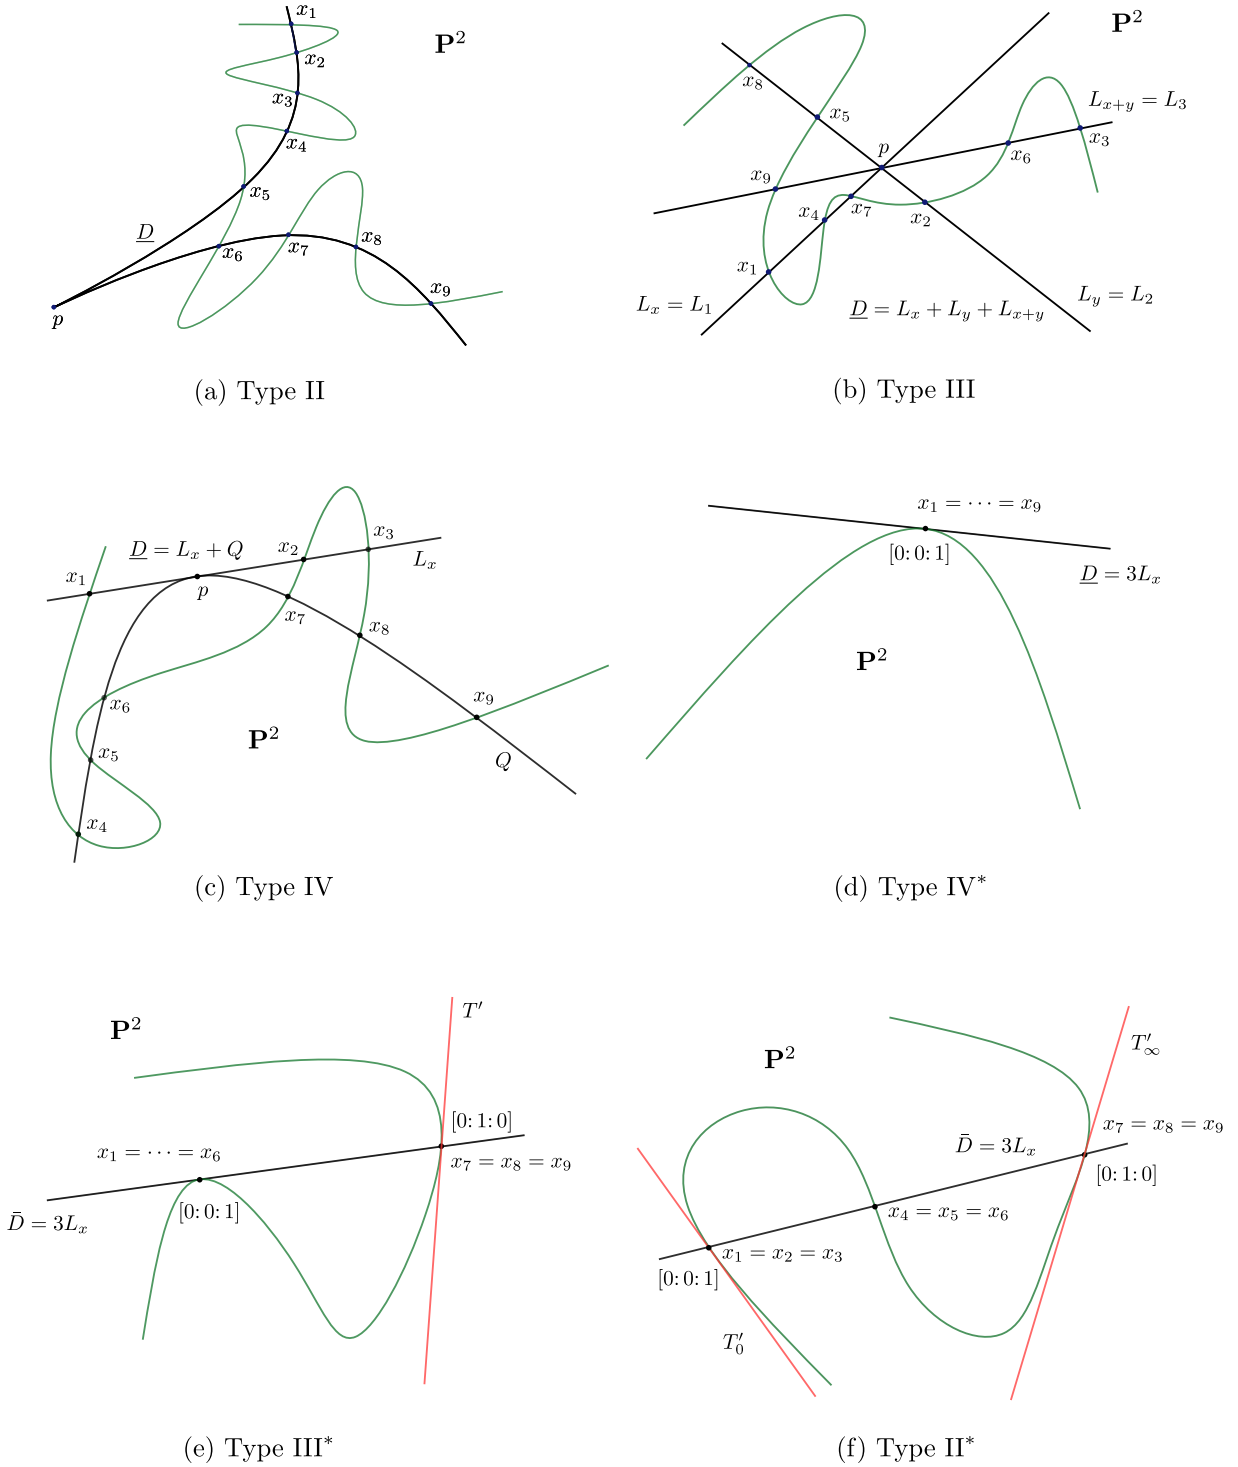 x₁
P²
x₂
x₃
x₄
x₅
D
x₆
x₇
x₈
x₉
p
(a) Type II
P²
x₈
x₅
Lₓ₊ᵧ = L₃
p
x₃
x₆
x₉
x₄
x₇
x₂
x₁
Lₓ = L₁
D = Lₓ + Lᵧ + Lₓ₊ᵧ
Lᵧ = L₂
(b) Type III
D = Lₓ + Q
x₂
x₃
Lₓ
x₁
p
x₇
x₈
x₆
x₉
P²
x₅
Q
x₄
(c) Type IV
x₁ = ⋯ = x₉
[0:0:1]
D = 3Lₓ
P²
(d) Type IV*
P²
T′
[0:1:0]
x₁ = ⋯ = x₆
x₇ = x₈ = x₉
[0:0:1]
D̄ = 3Lₓ
(e) Type III*
P²
T′∞
x₇ = x₈ = x₉
D̄ = 3Lₓ
[0:1:0]
x₄ = x₅ = x₆
x₁ = x₂ = x₃
[0:0:1]
T′₀
(f) Type II*